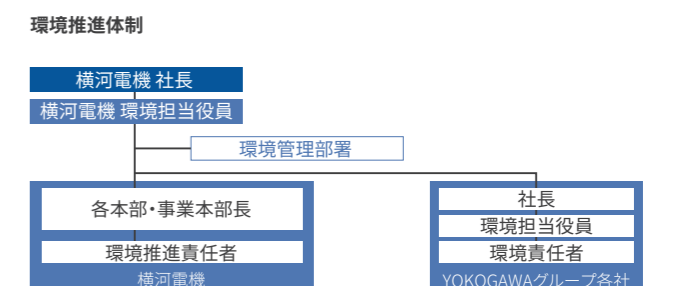 環境推進体制
横河電機 社長
横河電機 環境担当役員
環境管理部署
各本部・事業本部長
環境推進責任者
横河電機
社長
環境担当役員
環境責任者
YOKOGAWAグループ各社